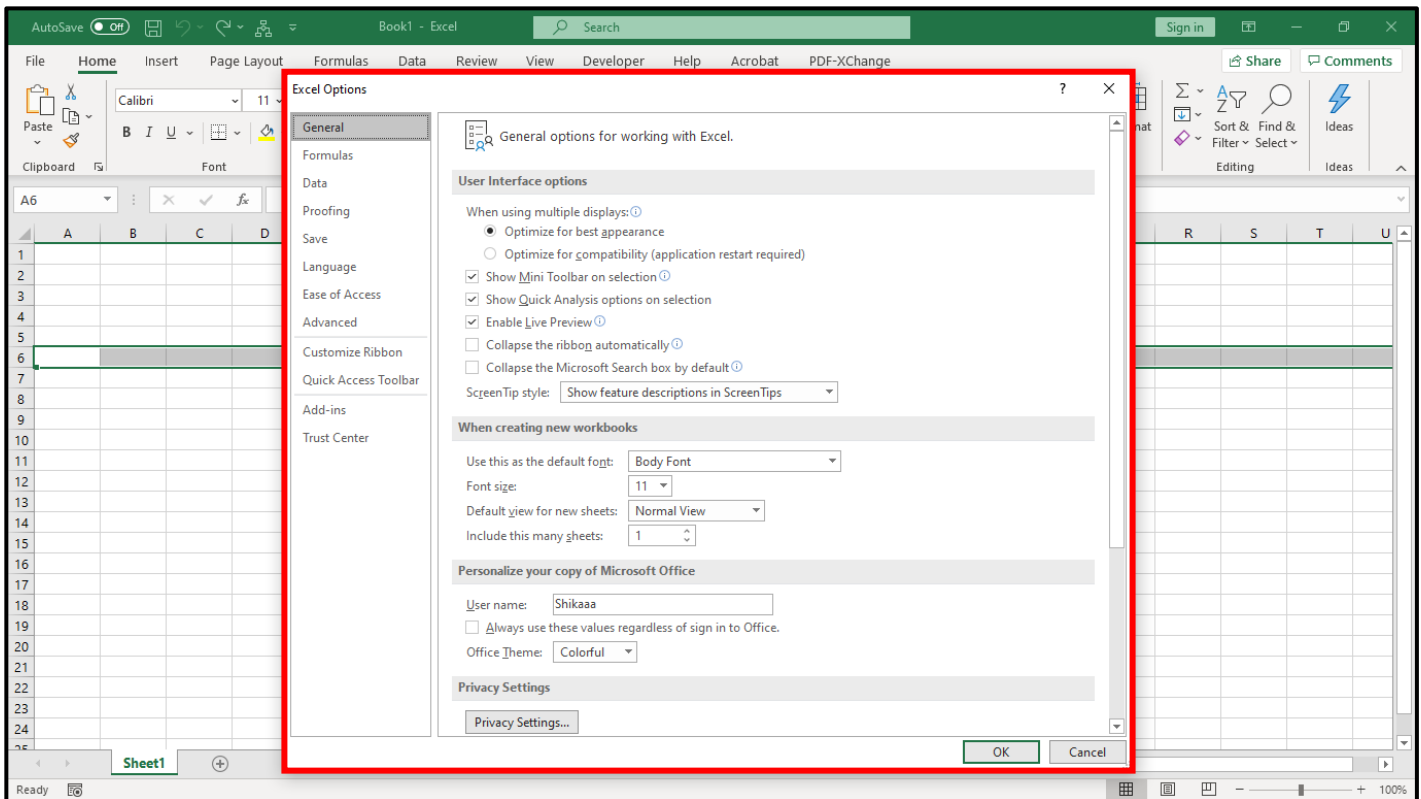 AutoSave Off Book1 - Excel Search Sign in
File Home Insert Page Layout Formulas Data Review View Developer Help Acrobat PDF-XChange Share Comments
Calibri 11
Paste B I U
Sort & Filter Find & Select Ideas
Clipboard Font Editing Ideas
A6 fx
A B C D R S T U
1
2
3
4
5
6
7
8
9
10
11
12
13
14
15
16
17
18
19
20
21
22
23
24
25
Excel Options ?
General
Formulas
Data
Proofing
Save
Language
Ease of Access
Advanced
Customize Ribbon
Quick Access Toolbar
Add-ins
Trust Center
General options for working with Excel.
User Interface options
When using multiple displays:
Optimize for best appearance
Optimize for compatibility (application restart required)
Show Mini Toolbar on selection
Show Quick Analysis options on selection
Enable Live Preview
Collapse the ribbon automatically
Collapse the Microsoft Search box by default
ScreenTip style: Show feature descriptions in ScreenTips
When creating new workbooks
Use this as the default font: Body Font
Font size: 11
Default view for new sheets: Normal View
Include this many sheets: 1
Personalize your copy of Microsoft Office
User name: Shikaaa
Always use these values regardless of sign in to Office.
Office Theme: Colorful
Privacy Settings
Privacy Settings...
OK Cancel
Sheet1
Ready 100%